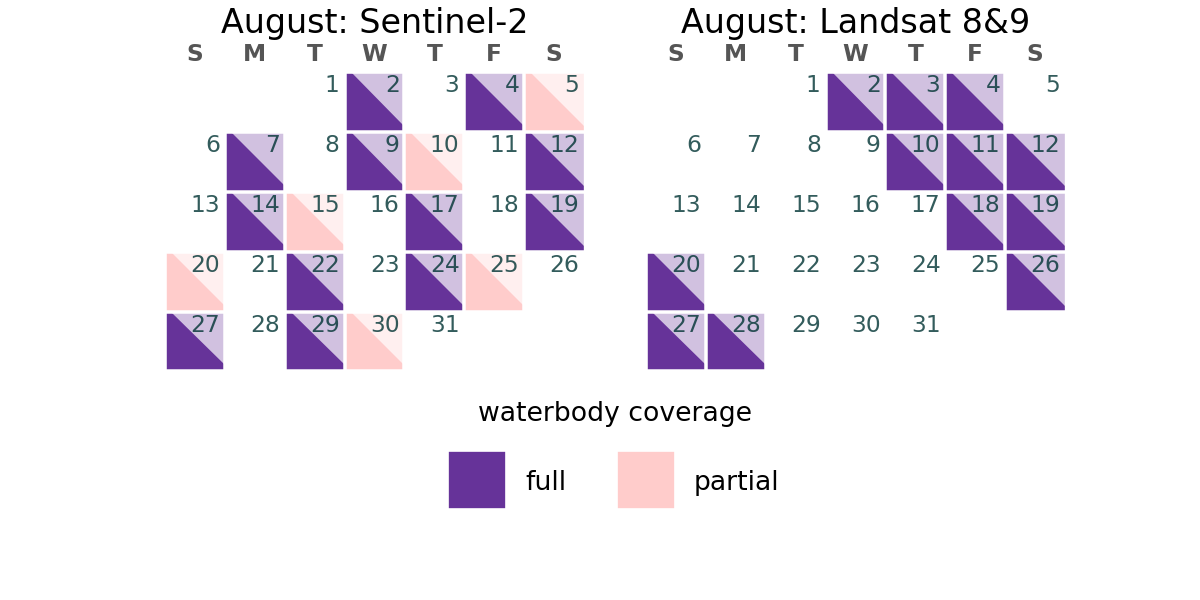 August: Sentinel-2
S M T W T F S
1 2 3 4 5
6 7 8 9 10 11 12
13 14 15 16 17 18 19
20 21 22 23 24 25 26
27 28 29 30 31
August: Landsat 8&9
S M T W T F S
1 2 3 4 5
6 7 8 9 10 11 12
13 14 15 16 17 18 19
20 21 22 23 24 25 26
27 28 29 30 31
waterbody coverage
full
partial